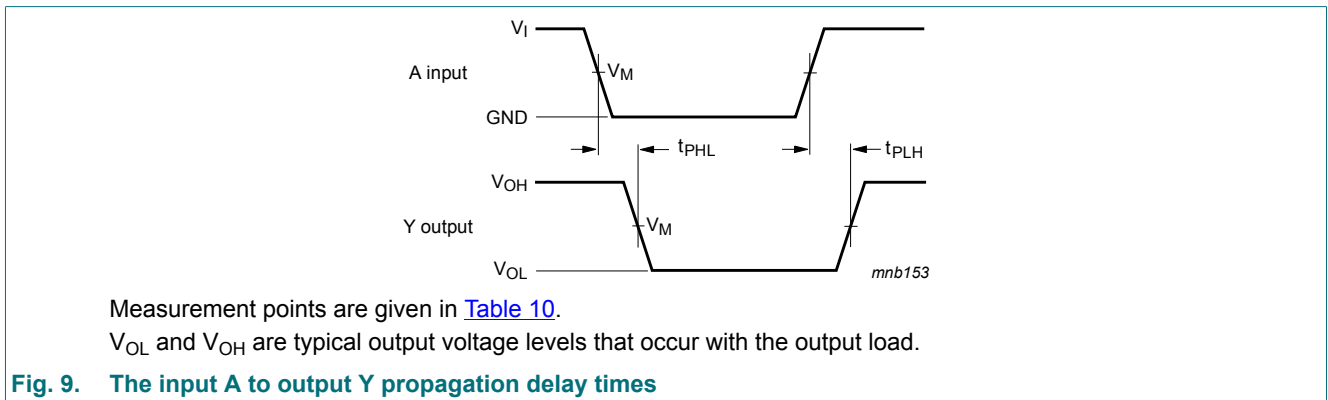 VI
A input
VM
GND
tPHL
tPLH
VOH
Y output
VM
VOL
mnb153
Measurement points are given in Table 10.
VOL and VOH are typical output voltage levels that occur with the output load.
Fig. 9. The input A to output Y propagation delay times